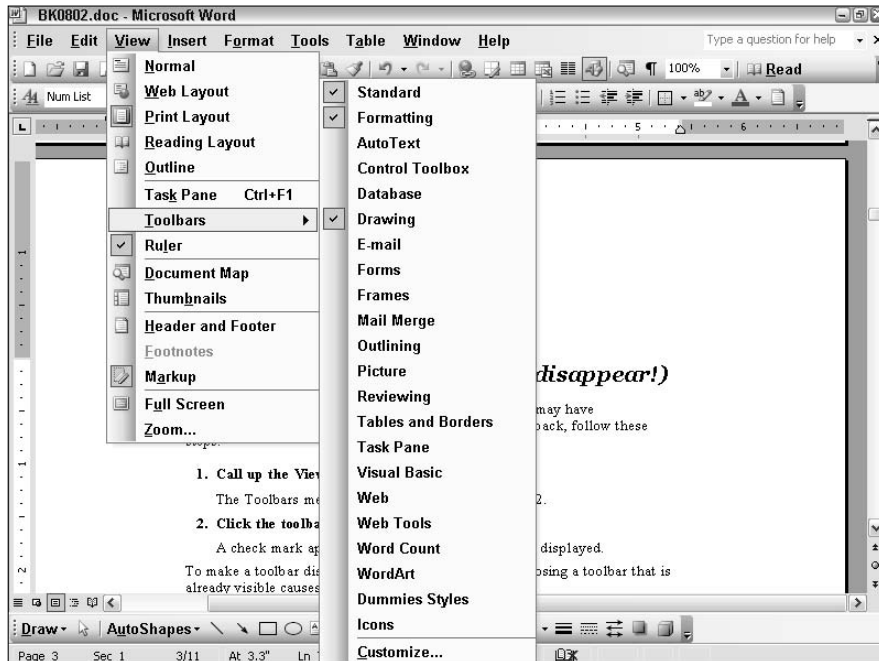 BK0802.doc - Microsoft Word
File Edit View Insert Format Tools Table Window Help Type a question for help
100% Read
Num List
Normal
Web Layout
Print Layout
Reading Layout
Outline
Task Pane Ctrl+F1
Toolbars
Ruler
Document Map
Thumbnails
Header and Footer
Footnotes
Markup
Full Screen
Zoom...
Standard
Formatting
AutoText
Control Toolbox
Database
Drawing
E-mail
Forms
Frames
Mail Merge
Outlining
Picture
Reviewing
Tables and Borders
Task Pane
Visual Basic
Web
Web Tools
Word Count
WordArt
Dummies Styles
Icons
Customize...
5 6
1
1
2
disappear!)
may have
back, follow these
1. Call up the View
The Toolbars me 2.
2. Click the toolba
A check mark ap displayed.
To make a toolbar dis osing a toolbar that is
already visible causes
Draw AutoShapes
Page 3 Sec 1 3/11 At 3.3" Ln